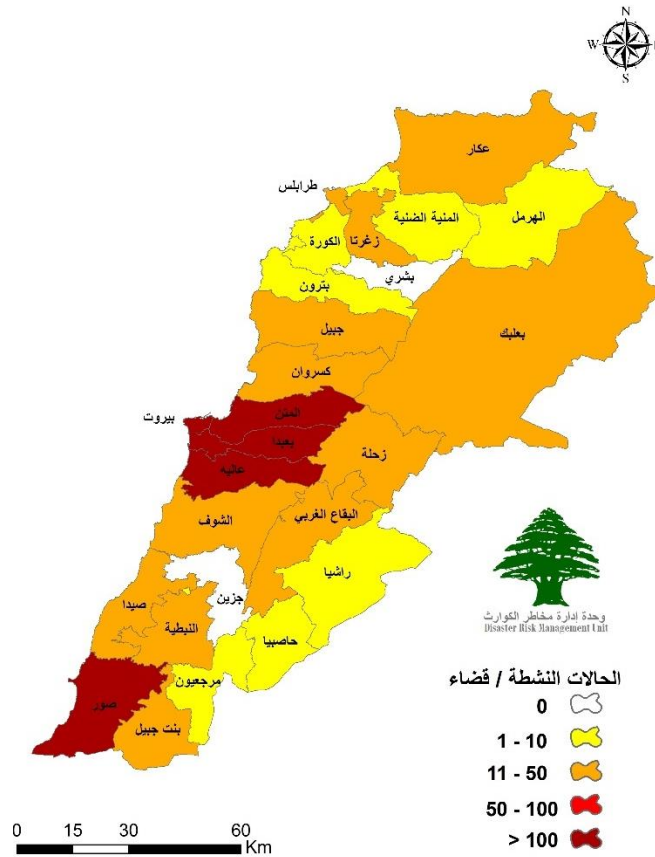 N
W
S
عكار
طرابلس
المنية الضنية
الهرمل
زغرتا
الكورة
بشري
بترون
بعلبك
جبيل
كسروان
المتن
بيروت
بعبدا
زحلة
عاليه
البقاع الغربي
الشوف
راشيا
جزين
صيدا
النبطية
حاصبيا
مرجعيون
صور
بنت جبيل
وحدة إدارة مخاطر الكوارث
Disaster Risk Management Unit
الحالات النشطة / قضاء
0
1 - 10
11 - 50
50 - 100
> 100
0 15 30 60
Km